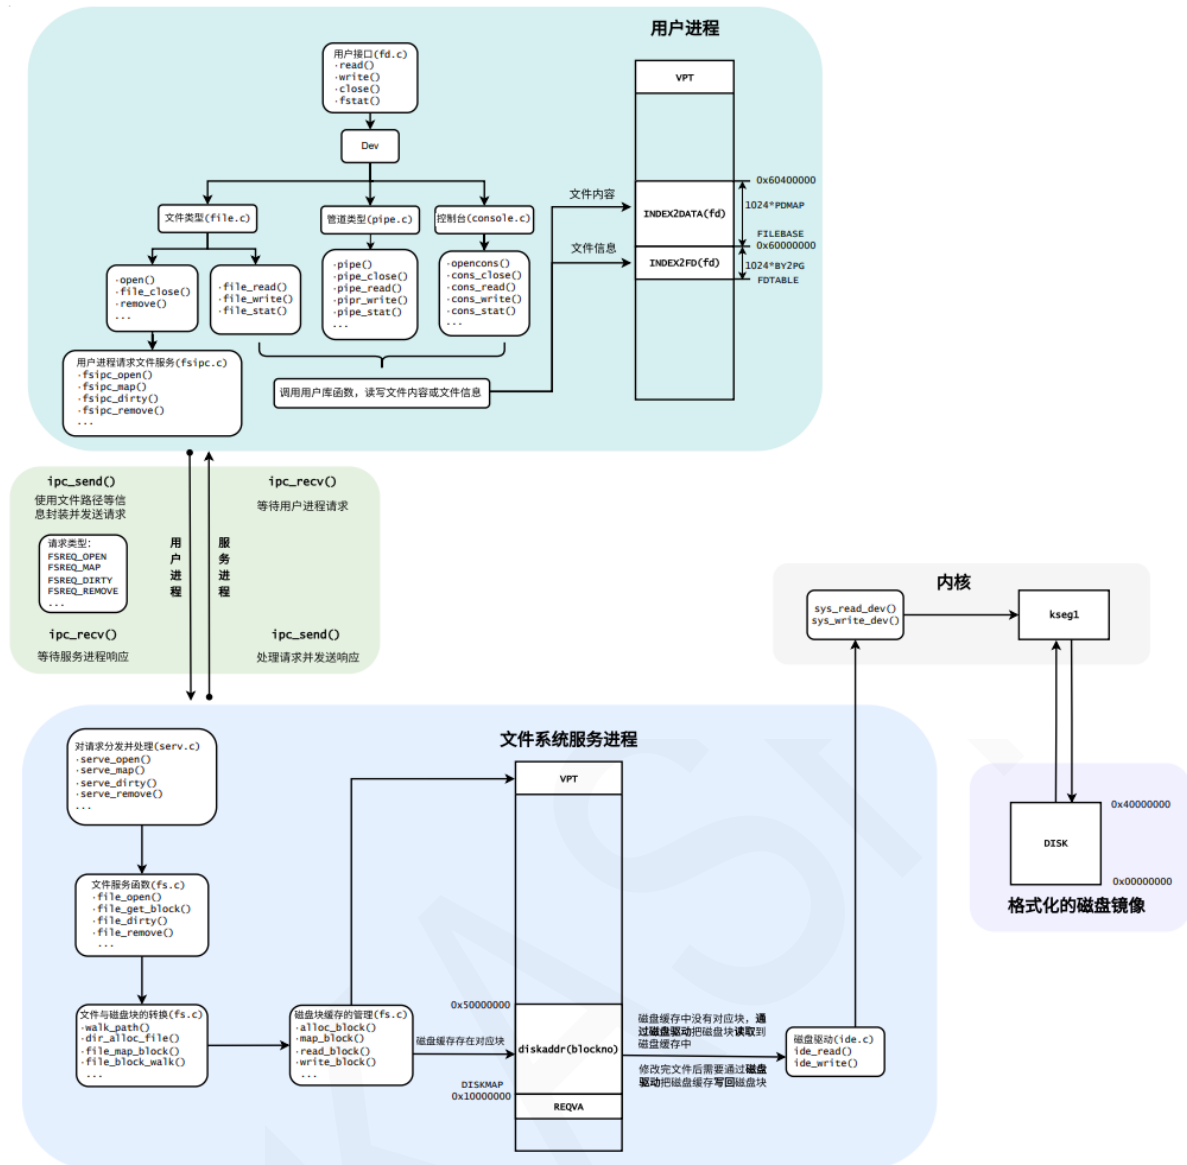 用户进程
用户接口(fd.c)
·read()
·write()
·close()
·fstat()
Dev
文件类型(file.c)
管道类型(pipe.c)
控制台(console.c)
·open()
·file_close()
·remove()
...
·file_read()
·file_write()
·file_stat()
·pipe()
·pipe_close()
·pipe_read()
·pipr_write()
·pipe_stat()
...
·opencons()
·cons_close()
·cons_read()
·cons_write()
·cons_stat()
...
用户进程请求文件服务(fsipc.c)
·fsipc_open()
·fsipc_map()
·fsipc_dirty()
·fsipc_remove()
...
调用用户库函数，读写文件内容或文件信息
文件内容
文件信息
VPT
INDEX2DATA(fd)
INDEX2FD(fd)
0x60400000
1024*PDMAP
FILEBASE
0x60000000
1024*BY2PG
FDTABLE
ipc_send()
使用文件路径等信
息封装并发送请求
请求类型：
FSREQ_OPEN
FSREQ_MAP
FSREQ_DIRTY
FSREQ_REMOVE
...
ipc_recv()
等待服务进程响应
用户进程
服务进程
ipc_recv()
等待用户进程请求
ipc_send()
处理请求并发送响应
内核
sys_read_dev()
sys_write_dev()
kseg1
文件系统服务进程
对请求分发并处理(serv.c)
·serve_open()
·serve_map()
·serve_dirty()
·serve_remove()
...
文件服务函数(fs.c)
·file_open()
·file_get_block()
·file_dirty()
·file_remove()
...
文件与磁盘块的转换(fs.c)
·walk_path()
·dir_alloc_file()
·file_map_block()
·file_block_walk()
...
磁盘块缓存的管理(fs.c)
·alloc_block()
·map_block()
·read_block()
·write_block()
...
磁盘缓存存在对应块
VPT
0x50000000
diskaddr(blockno)
DISKMAP
0x10000000
REQVA
磁盘缓存中没有对应块，通
过磁盘驱动把磁盘块读取到
磁盘缓存中
修改完文件后需要通过磁盘
驱动把磁盘缓存写回磁盘块
磁盘驱动(ide.c)
ide_read()
ide_write()
0x40000000
DISK
0x00000000
格式化的磁盘镜像